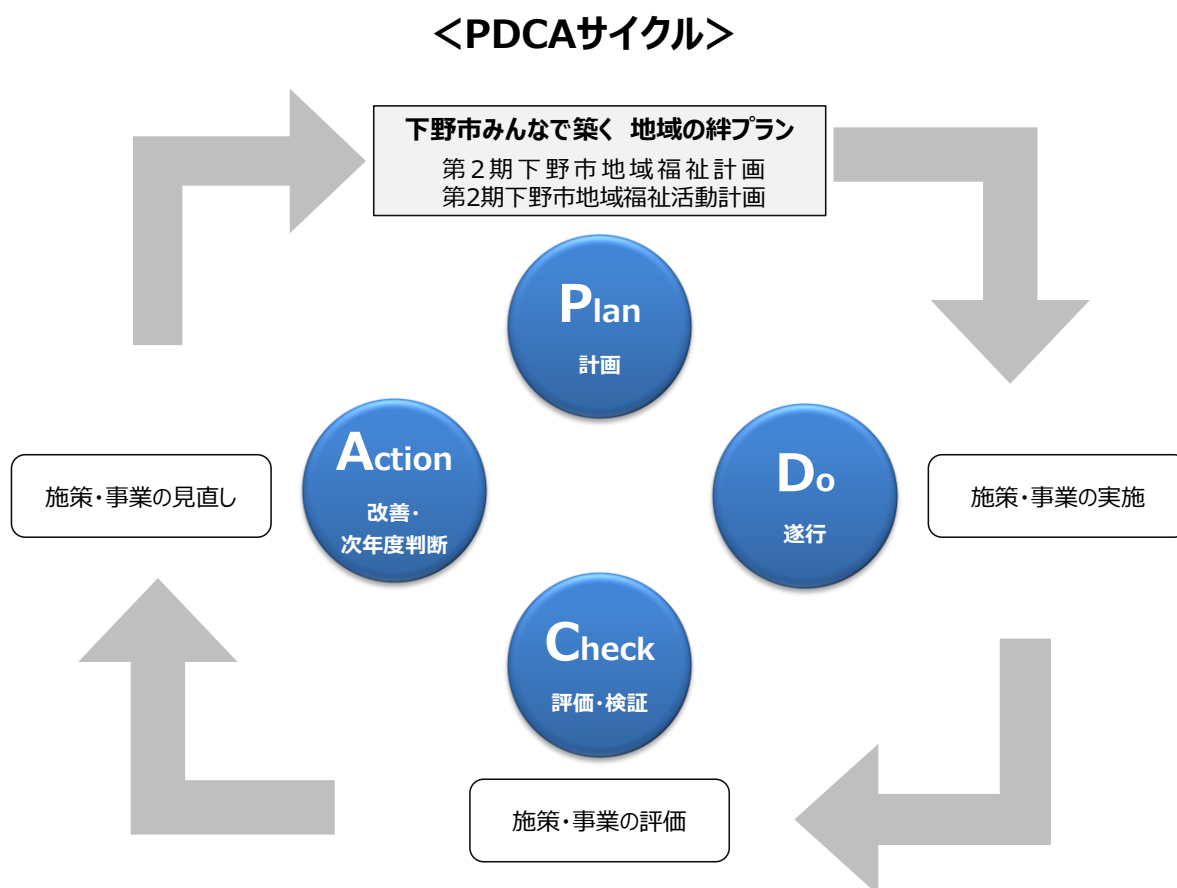 ＜PDCAサイクル＞
下野市みんなで築く 地域の絆プラン
第２期下野市地域福祉計画
第2期下野市地域福祉活動計画
Plan
計画
Action
改善・
次年度判断
Do
遂行
施策・事業の見直し
施策・事業の実施
Check
評価・検証
施策・事業の評価